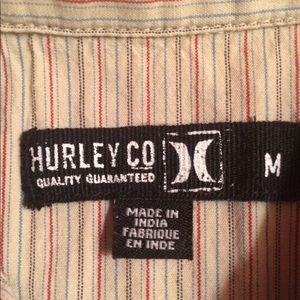 HURLEY CO
QUALITY GUARANTEED
M
MADE IN
INDIA
FABRIQUE
EN INDE